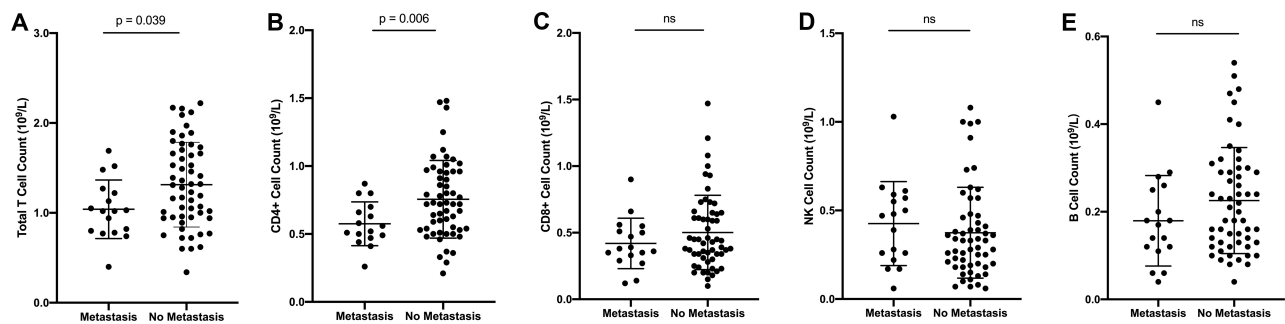 A
p = 0.039
Total T Cell Count (10⁹/L)
3.0
2.0
1.0
0.0
Metastasis
No Metastasis
B
p = 0.006
CD4+ Cell Count (10⁹/L)
2.0
1.5
1.0
0.5
0.0
Metastasis
No Metastasis
C
ns
CD8+ Cell Count (10⁹/L)
2.0
1.5
1.0
0.5
0.0
Metastasis
No Metastasis
D
ns
NK Cell Count (10⁹/L)
1.5
1.0
0.5
0.0
Metastasis
No Metastasis
E
ns
B Cell Count (10⁹/L)
0.6
0.4
0.2
0.0
Metastasis
No Metastasis